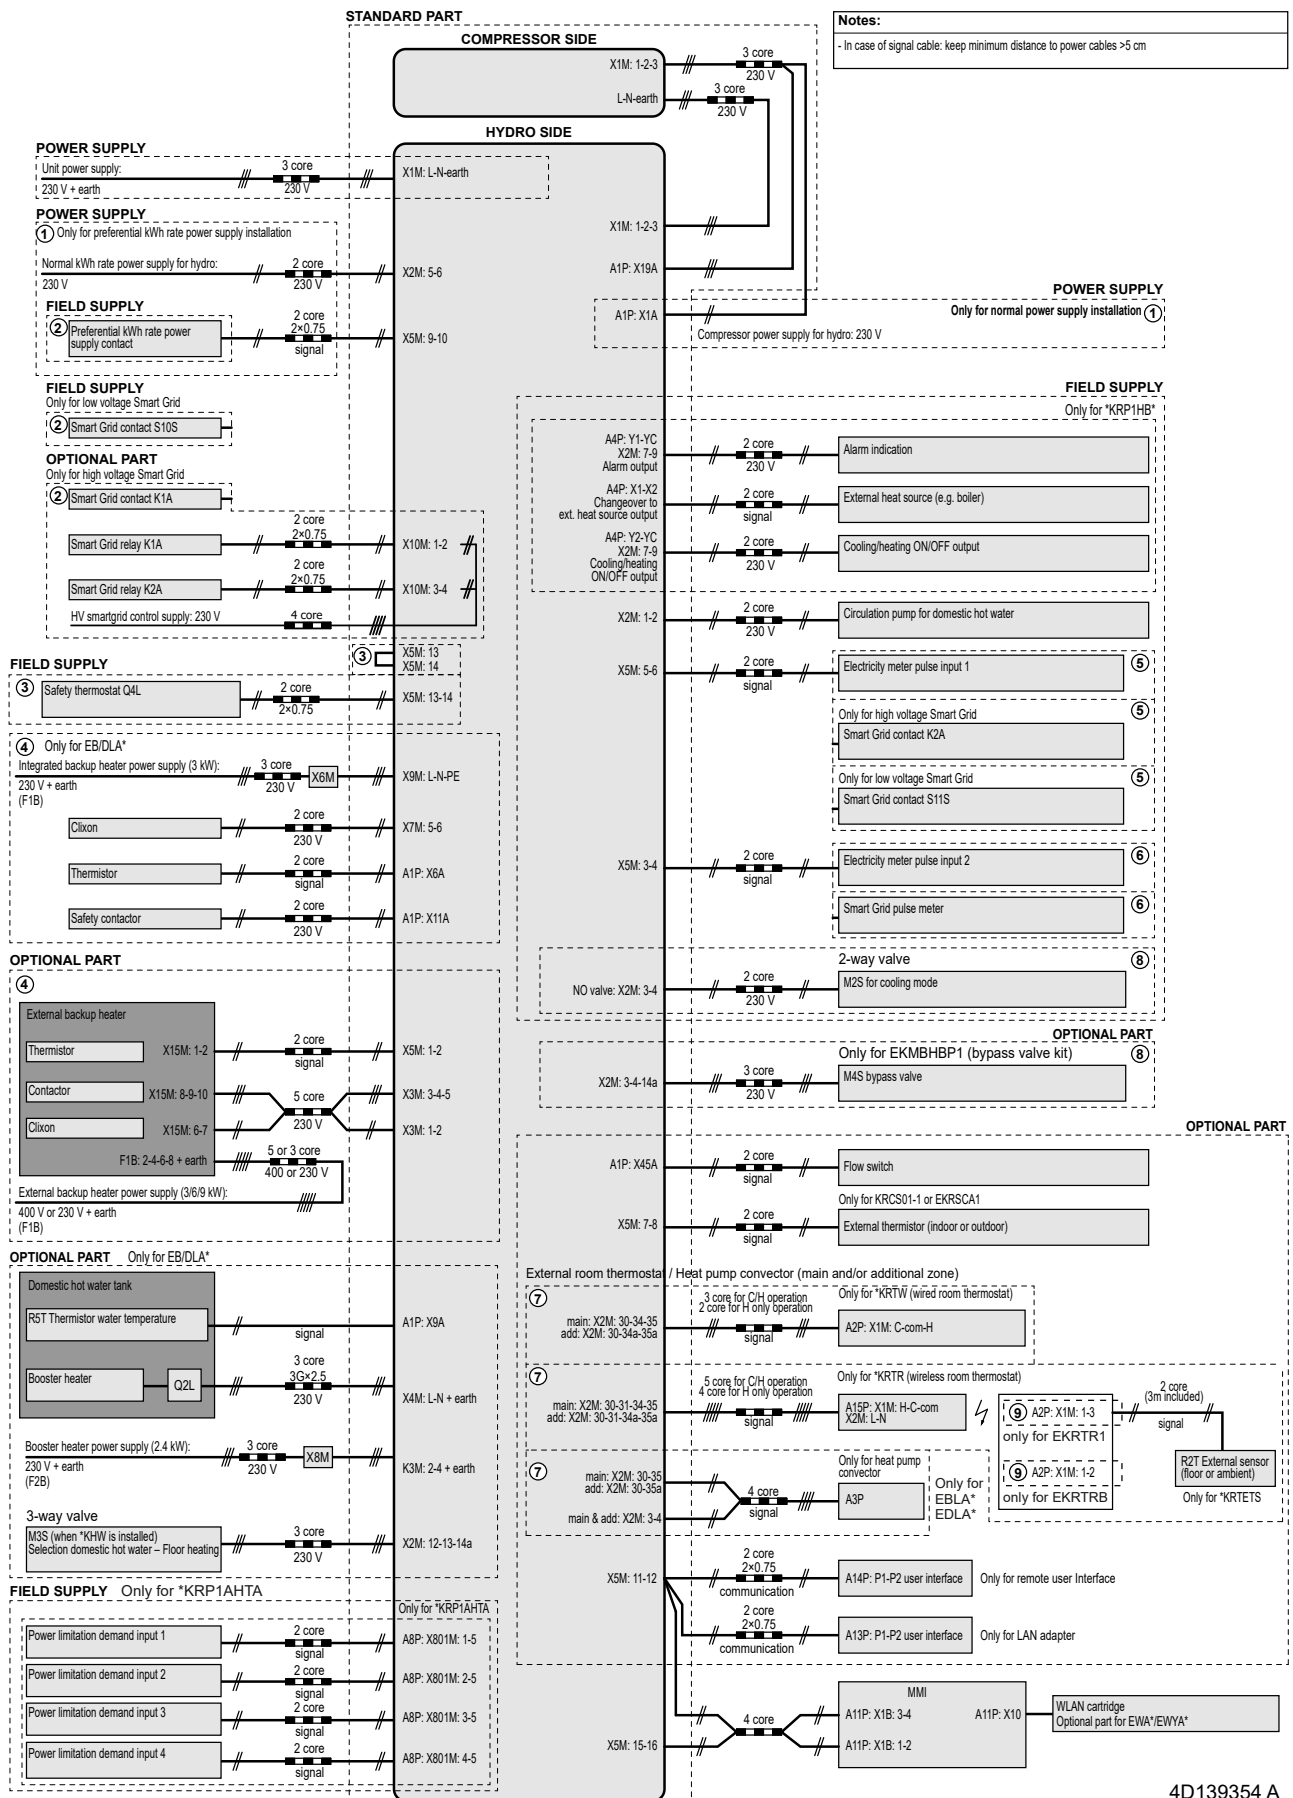 STANDARD PART
COMPRESSOR SIDE
X1M: 1-2-3
3 core
230 V
L-N-earth
3 core
230 V
Notes:
- In case of signal cable: keep minimum distance to power cables >5 cm
HYDRO SIDE
POWER SUPPLY
Unit power supply:
230 V + earth
3 core
230 V
X1M: L-N-earth
POWER SUPPLY
1 Only for preferential kWh rate power supply installation
Normal kWh rate power supply for hydro:
230 V
2 core
230 V
X2M: 5-6
FIELD SUPPLY
2 Preferential kWh rate power
supply contact
2 core
2×0.75
signal
X5M: 9-10
FIELD SUPPLY
Only for low voltage Smart Grid
2 Smart Grid contact S10S
OPTIONAL PART
Only for high voltage Smart Grid
2 Smart Grid contact K1A
Smart Grid relay K1A
2 core
2×0.75
X10M: 1-2
Smart Grid relay K2A
2 core
2×0.75
X10M: 3-4
HV smartgrid control supply: 230 V
4 core
3
X5M: 13
X5M: 14
FIELD SUPPLY
3 Safety thermostat Q4L
2 core
2×0.75
X5M: 13-14
4 Only for EB/DLA*
Integrated backup heater power supply (3 kW):
230 V + earth
(F1B)
3 core
230 V
X6M
X9M: L-N-PE
Clixon
2 core
230 V
X7M: 5-6
Thermistor
2 core
signal
A1P: X6A
Safety contactor
2 core
230 V
A1P: X11A
OPTIONAL PART
4
External backup heater
Thermistor
X15M: 1-2
2 core
signal
X5M: 1-2
Contactor
X15M: 8-9-10
5 core
230 V
X3M: 3-4-5
Clixon
X15M: 6-7
X3M: 1-2
F1B: 2-4-6-8 + earth
5 or 3 core
400 or 230 V
External backup heater power supply (3/6/9 kW):
400 V or 230 V + earth
(F1B)
OPTIONAL PART Only for EB/DLA*
Domestic hot water tank
R5T Thermistor water temperature
signal
A1P: X9A
Booster heater
Q2L
3 core
3G×2.5
230 V
X4M: L-N + earth
Booster heater power supply (2.4 kW):
230 V + earth
(F2B)
3 core
230 V
X8M
K3M: 2-4 + earth
3-way valve
M3S (when *KHW is installed)
Selection domestic hot water – Floor heating
3 core
230 V
X2M: 12-13-14a
FIELD SUPPLY Only for *KRP1AHTA
Only for *KRP1AHTA
Power limitation demand input 1
2 core
signal
A8P: X801M: 1-5
Power limitation demand input 2
2 core
signal
A8P: X801M: 2-5
Power limitation demand input 3
2 core
signal
A8P: X801M: 3-5
Power limitation demand input 4
2 core
signal
A8P: X801M: 4-5
X1M: 1-2-3
A1P: X19A
POWER SUPPLY
A1P: X1A
Only for normal power supply installation 1
Compressor power supply for hydro: 230 V
FIELD SUPPLY
Only for *KRP1HB*
A4P: Y1-YC
X2M: 7-9
Alarm output
2 core
230 V
Alarm indication
A4P: X1-X2
Changeover to
ext. heat source output
2 core
signal
External heat source (e.g. boiler)
A4P: Y2-YC
X2M: 7-9
Cooling/heating
ON/OFF output
2 core
230 V
Cooling/heating ON/OFF output
X2M: 1-2
2 core
230 V
Circulation pump for domestic hot water
X5M: 5-6
2 core
signal
Electricity meter pulse input 1
5
Only for high voltage Smart Grid
5
Smart Grid contact K2A
Only for low voltage Smart Grid
5
Smart Grid contact S11S
X5M: 3-4
2 core
signal
Electricity meter pulse input 2
6
Smart Grid pulse meter
6
2-way valve
8
NO valve: X2M: 3-4
2 core
230 V
M2S for cooling mode
OPTIONAL PART
Only for EKMBHBP1 (bypass valve kit)
8
X2M: 3-4-14a
3 core
230 V
M4S bypass valve
OPTIONAL PART
A1P: X45A
2 core
signal
Flow switch
Only for KRCS01-1 or EKRSCA1
X5M: 7-8
2 core
signal
External thermistor (indoor or outdoor)
External room thermostat / Heat pump convector (main and/or additional zone)
7
3 core for C/H operation
2 core for H only operation
Only for *KRTW (wired room thermostat)
main: X2M: 30-34-35
add: X2M: 30-34a-35a
signal
A2P: X1M: C-com-H
7
5 core for C/H operation
4 core for H only operation
Only for *KRTR (wireless room thermostat)
main: X2M: 30-31-34-35
add: X2M: 30-31-34a-35a
signal
A15P: X1M: H-C-com
X2M: L-N
9 A2P: X1M: 1-3
only for EKRTR1
2 core
(3m included)
signal
9 A2P: X1M: 1-2
only for EKRTRB
R2T External sensor
(floor or ambient)
Only for *KRTETS
7
Only for heat pump
convector
main: X2M: 30-35
add: X2M: 30-35a
main & add: X2M: 3-4
4 core
signal
A3P
Only for
EBLA*
EDLA*
X5M: 11-12
2 core
2×0.75
communication
A14P: P1-P2 user interface
Only for remote user Interface
2 core
2×0.75
communication
A13P: P1-P2 user interface
Only for LAN adapter
MMI
4 core
A11P: X1B: 3-4
A11P: X10
WLAN cartridge
Optional part for EWA*/EWYA*
X5M: 15-16
A11P: X1B: 1-2
4D139354 A